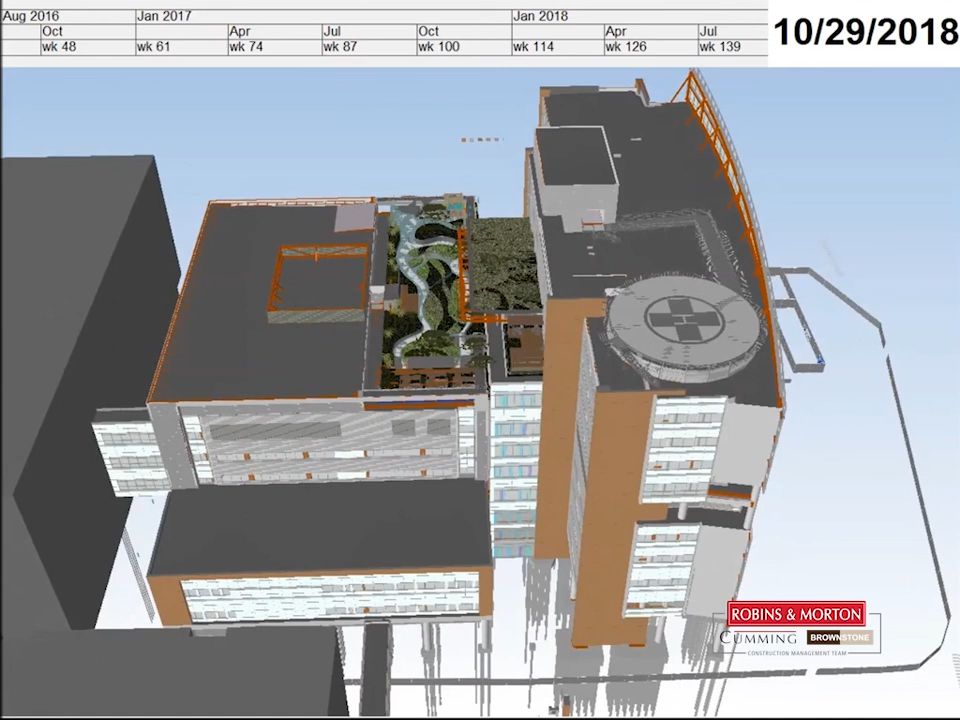 Aug 2016 Jan 2017 Jan 2018
Oct Apr Jul Oct Apr Jul
wk 48 wk 61 wk 74 wk 87 wk 100 wk 114 wk 126 wk 139
10/29/2018
ROBINS & MORTON
CUMMING BROWNSTONE
CONSTRUCTION MANAGEMENT TEAM